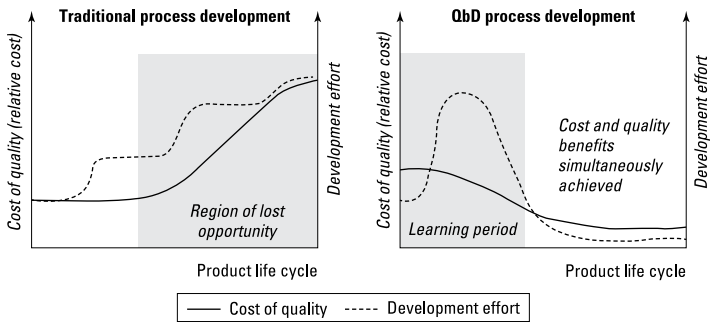 Traditional process development
QbD process development
Cost of quality (relative cost)
Development effort
Region of lost
opportunity
Product life cycle
Cost of quality (relative cost)
Development effort
Cost and quality
benefits
simultaneously
achieved
Learning period
Product life cycle
Cost of quality
Development effort